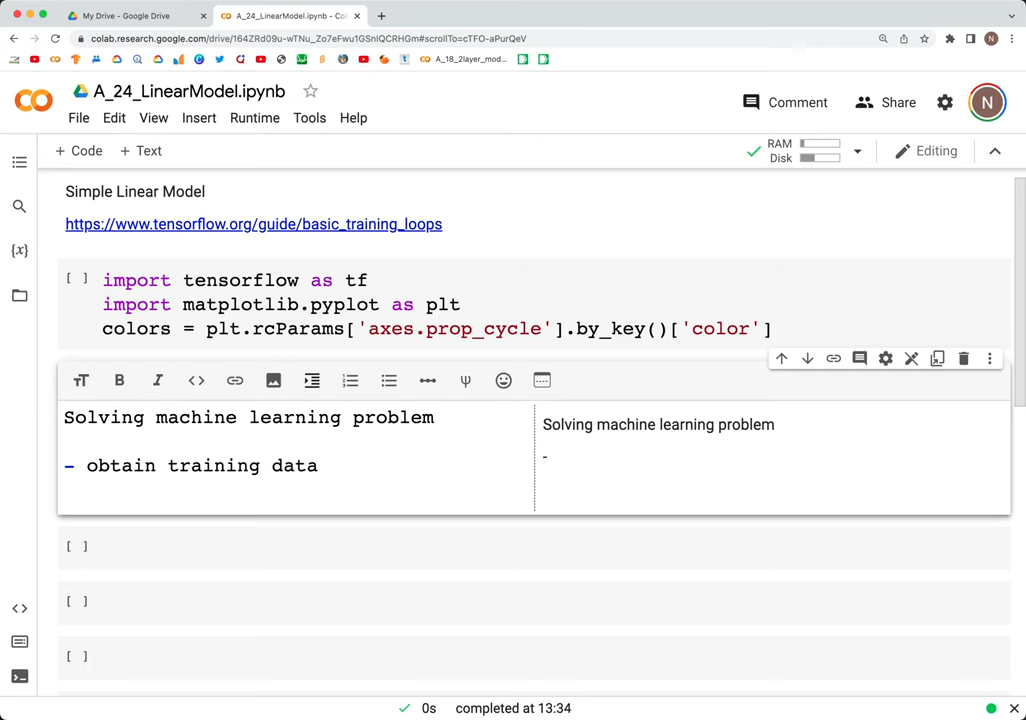 My Drive - Google Drive
A_24_LinearModel.ipynb - Col
colab.research.google.com/drive/164ZRd09u-wTNu_Zo7eFwu1GSnIQCRHGm#scrollTo=cTFO-aPurQeV
N
A_18_2layer_mod...
A_24_LinearModel.ipynb
Comment
Share
N
File Edit View Insert Runtime Tools Help
+ Code + Text
RAM
Disk
Editing
Simple Linear Model
https://www.tensorflow.org/guide/basic_training_loops
[ ] import tensorflow as tf
import matplotlib.pyplot as plt
colors = plt.rcParams['axes.prop_cycle'].by_key()['color']
Solving machine learning problem
- obtain training data
Solving machine learning problem
-
[ ]
[ ]
[ ]
0s completed at 13:34